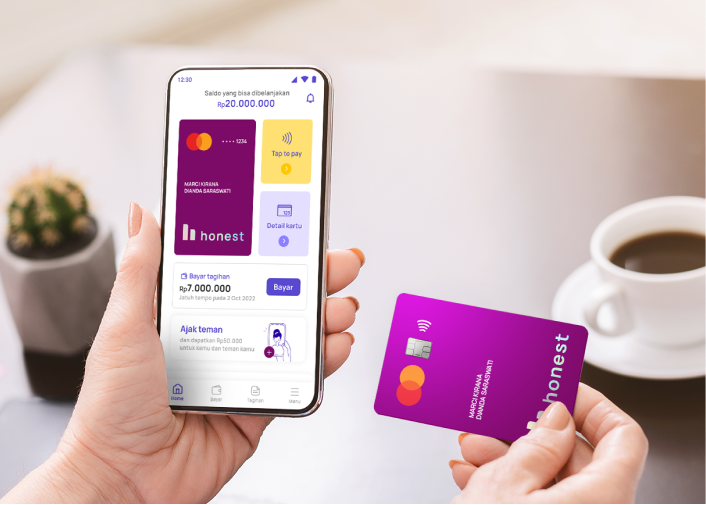 12:30
Saldo yang bisa dibelanjakan
Rp20.000.000
1234
MARCI KIRANA
DIANDA SARASWATI
honest
Tap to pay
123
Detail kartu
Bayar tagihan
Rp7.000.000
Bayar
Jatuh tempo pada 2 Oct 2022
Ajak teman
dan dapatkan Rp50.000
untuk kamu dan teman kamu
Home
Bayar
Tagihan
Menu
MARCI KIRANA
DIANDA SARASWATI
honest